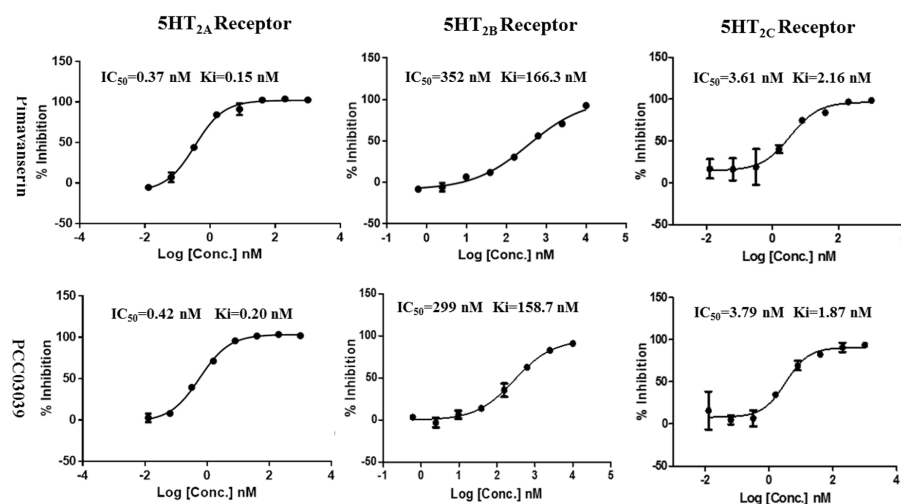 5HT2A Receptor
5HT2B Receptor
5HT2C Receptor
Pimavanserin
IC50=0.37 nM Ki=0.15 nM
150
100
50
0
-50
% Inhibition
-4 -2 0 2 4
Log [Conc.] nM
IC50=352 nM Ki=166.3 nM
150
100
50
0
-50
% Inhibition
-1 0 1 2 3 4 5
Log [Conc.] nM
IC50=3.61 nM Ki=2.16 nM
150
100
50
0
-50
% Inhibition
-2 0 2 4
Log [Conc.] nM
PCC03039
IC50=0.42 nM Ki=0.20 nM
150
100
50
0
-50
% Inhibition
-4 -2 0 2 4
Log [Conc.] nM
IC50=299 nM Ki=158.7 nM
150
100
50
0
-50
% Inhibition
-1 0 1 2 3 4 5
Log [Conc.] nM
IC50=3.79 nM Ki=1.87 nM
150
100
50
0
-50
% Inhibition
-2 0 2 4
Log [Conc.] nM